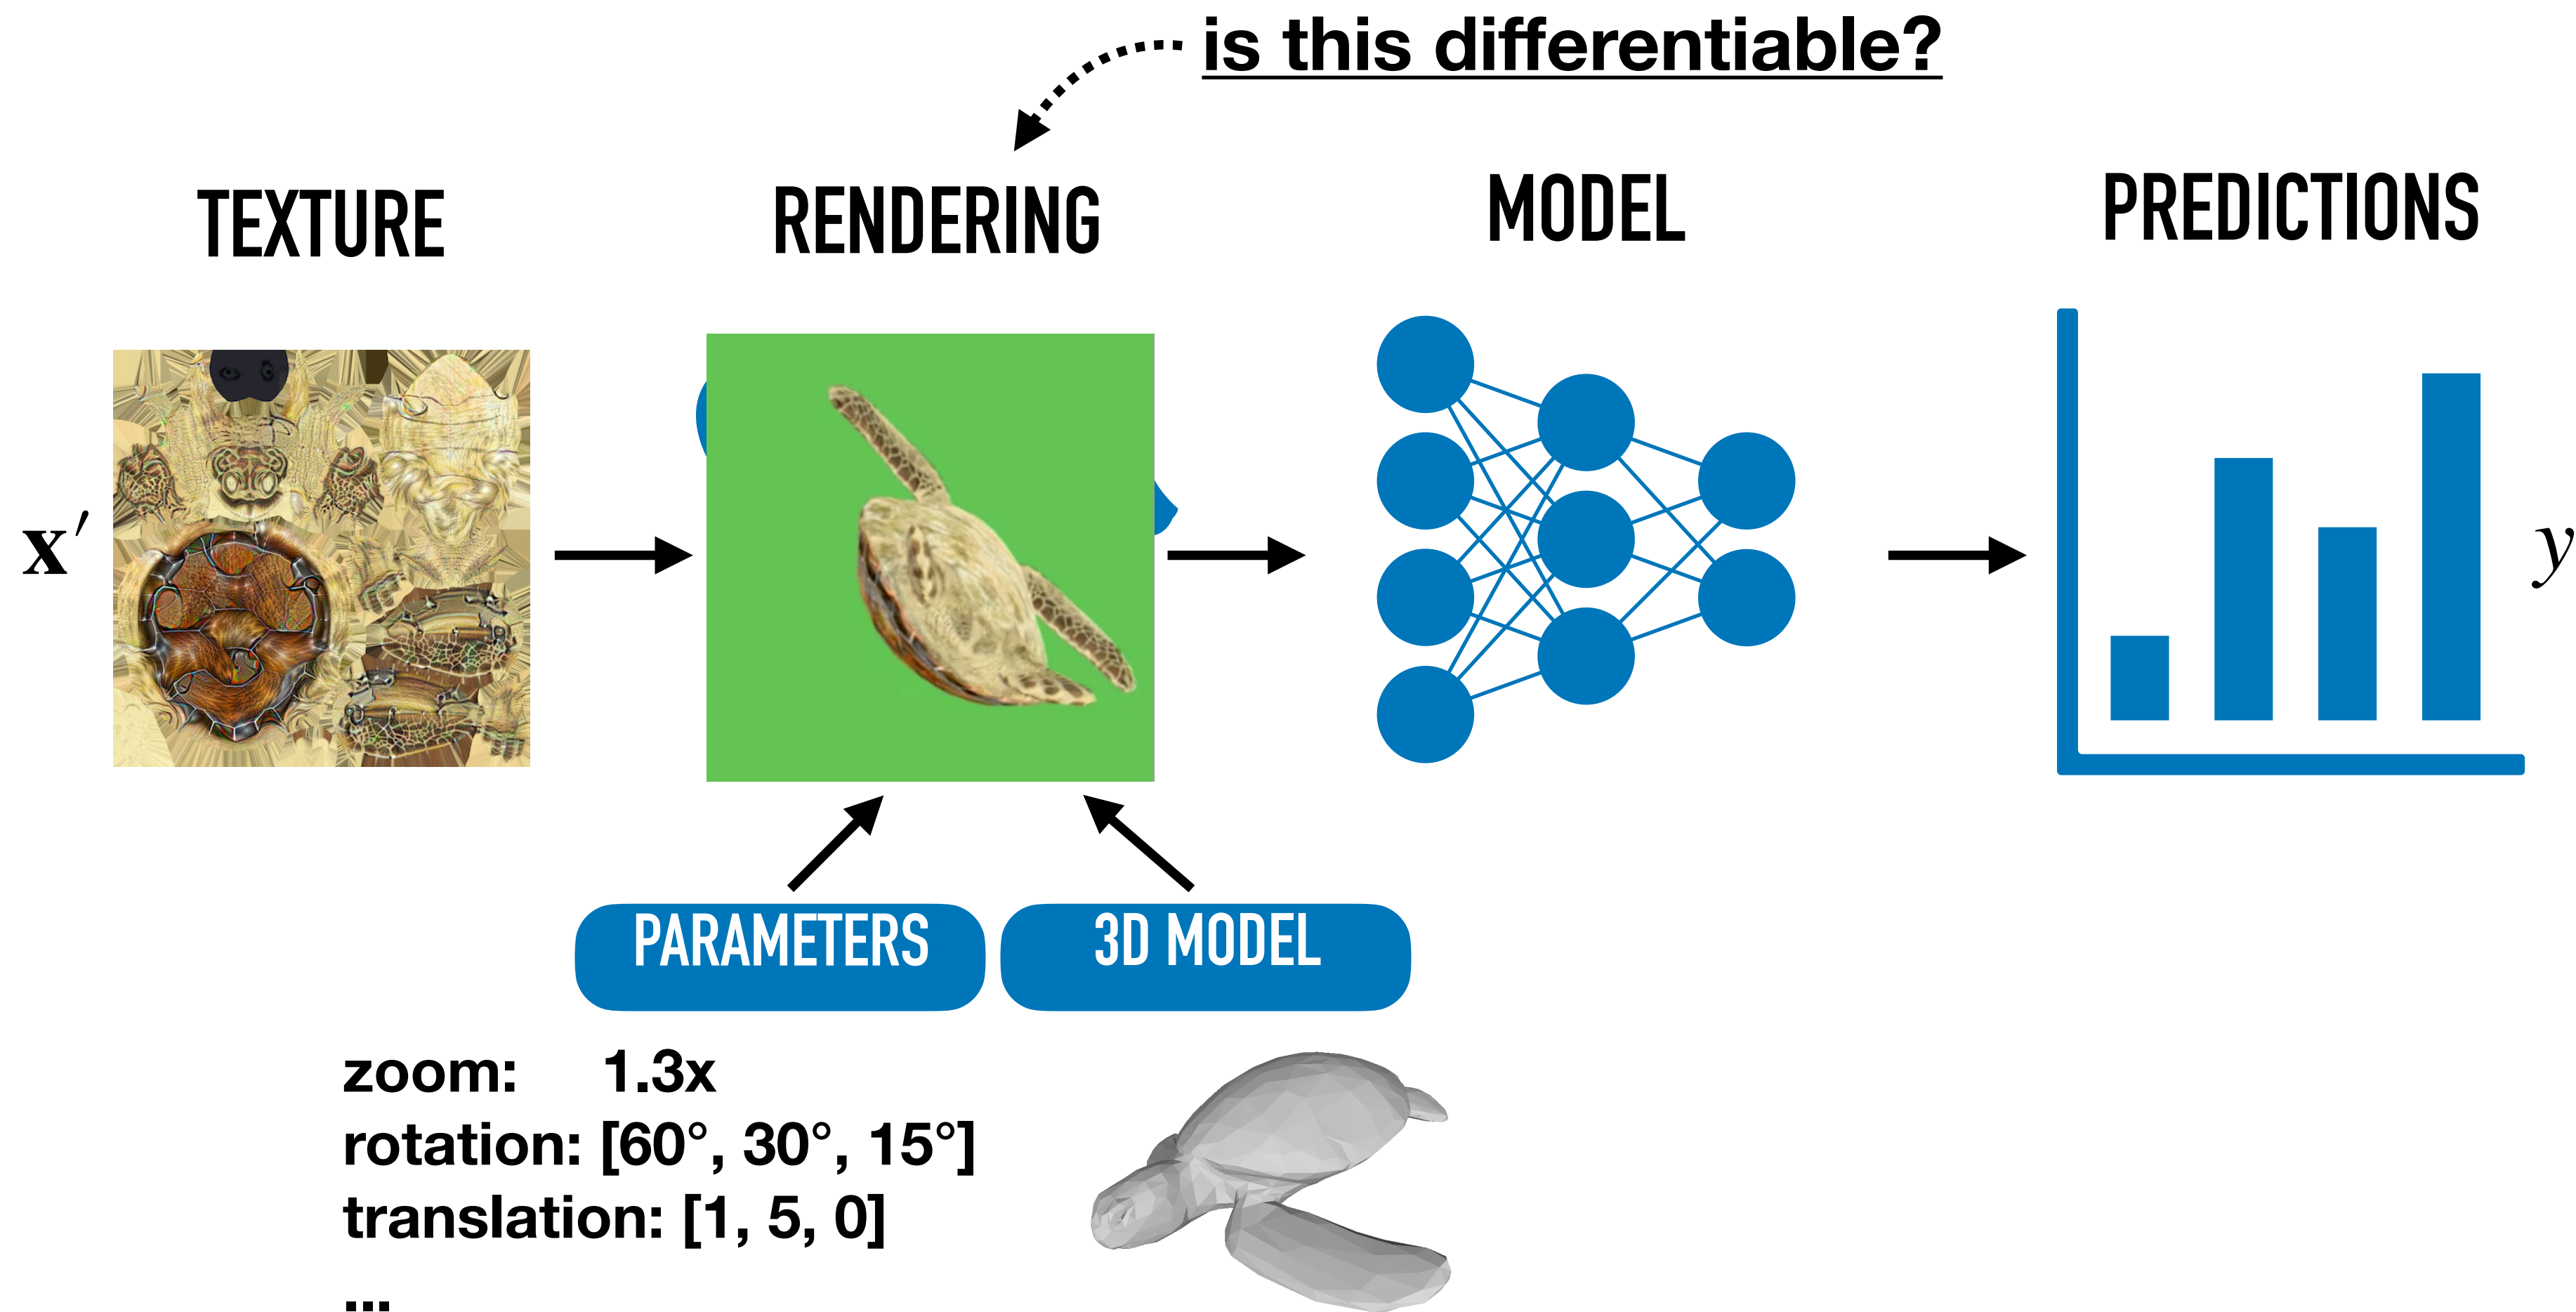 is this differentiable?
TEXTURE
RENDERING
MODEL
PREDICTIONS
x′
y
PARAMETERS
3D MODEL
zoom: 1.3x
rotation: [60°, 30°, 15°]
translation: [1, 5, 0]
...